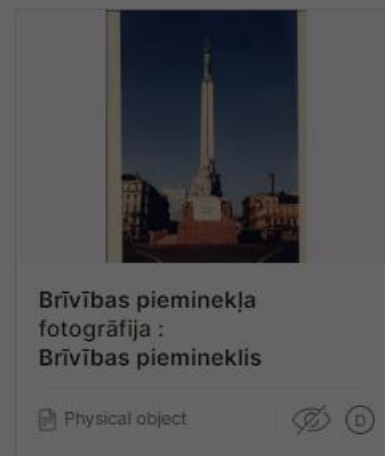 Brīvības pieminekļa
fotogrāfija :
Brīvības piemineklis
Physical object
D